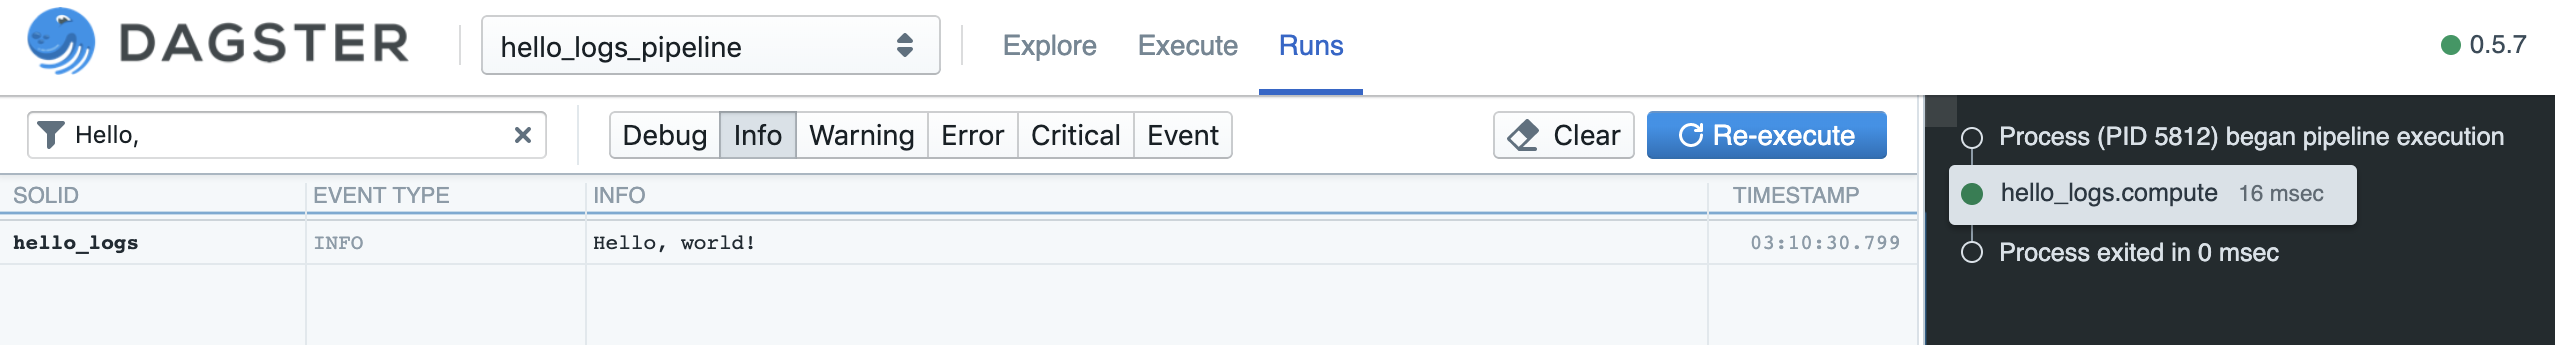 DAGSTER
hello_logs_pipeline
Explore Execute Runs
0.5.7
Hello,
Debug Info Warning Error Critical Event
Clear
Re-execute
SOLID EVENT TYPE INFO TIMESTAMP
hello_logs INFO Hello, world! 03:10:30.799
Process (PID 5812) began pipeline execution
hello_logs.compute 16 msec
Process exited in 0 msec